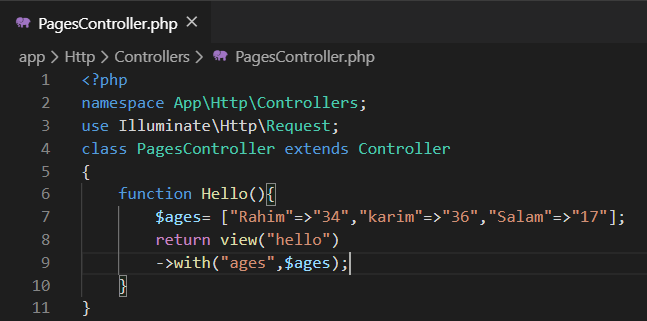 PagesController.php ×
app > Http > Controllers > PagesController.php
1 <?php
2 namespace App\Http\Controllers;
3 use Illuminate\Http\Request;
4 class PagesController extends Controller
5 {
6 function Hello(){
7 $ages= ["Rahim"=>"34","karim"=>"36","Salam"=>"17"];
8 return view("hello")
9 ->with("ages",$ages);
10 }
11 }